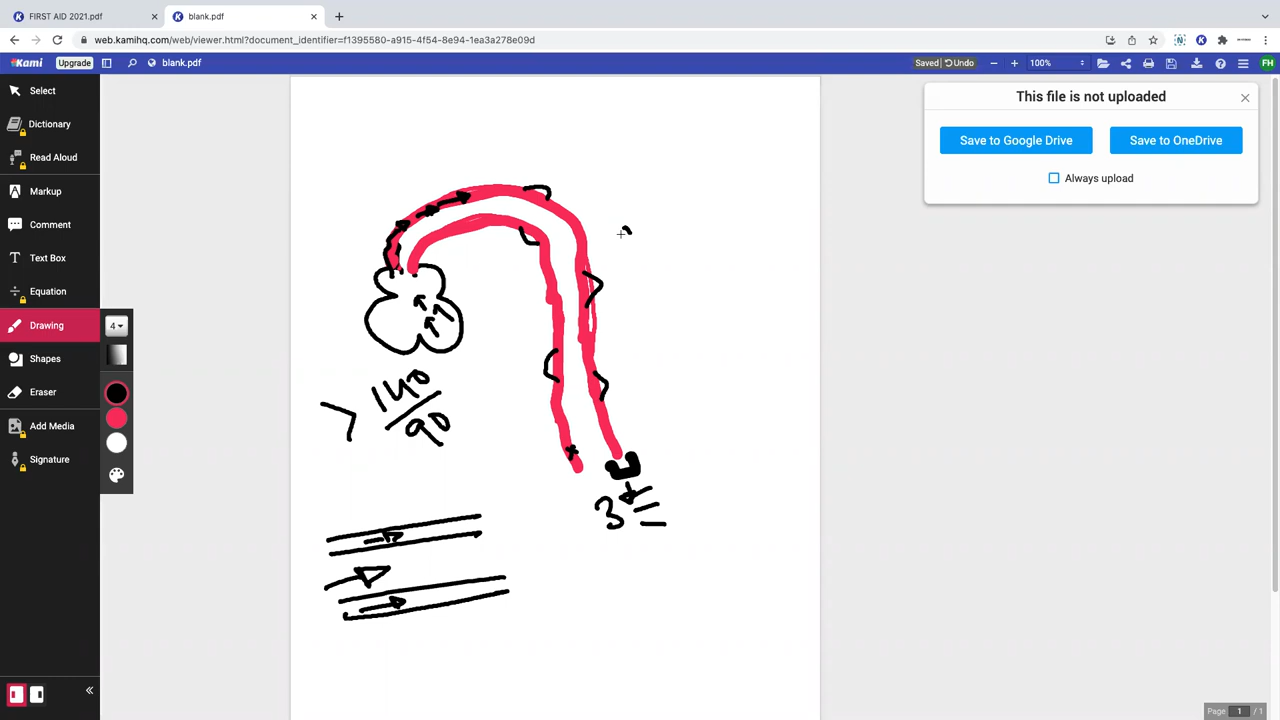 FIRST AID 2021.pdf
blank.pdf
web.kamihq.com/web/viewer.html?document_identifier=f1395580-a915-4f54-8e94-1ea3a278e09d
Kami
Upgrade
blank.pdf
Saved
Undo
100%
FH
Select
Dictionary
Read Aloud
Markup
Comment
Text Box
Equation
Drawing
Shapes
Eraser
Add Media
Signature
4
This file is not uploaded
Save to Google Drive
Save to OneDrive
Always upload
> 140
90
3
Page 1 / 1